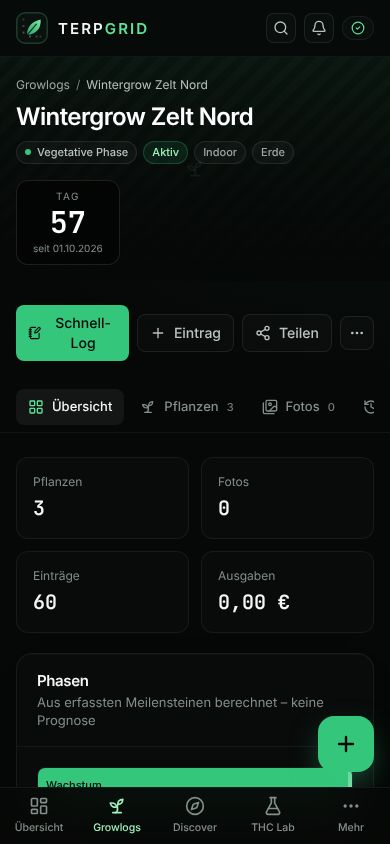 TERPGRID
Growlogs / Wintergrow Zelt Nord
Wintergrow Zelt Nord
Vegetative Phase Aktiv Indoor Erde
TAG
57
seit 01.10.2026
Schnell-
Log
Eintrag
Teilen
Übersicht Pflanzen 3 Fotos 0
Pflanzen
3
Fotos
0
Einträge
60
Ausgaben
0,00 €
Phasen
Aus erfassten Meilensteinen berechnet – keine
Prognose
Wachstum
Übersicht Growlogs Discover THC Lab Mehr